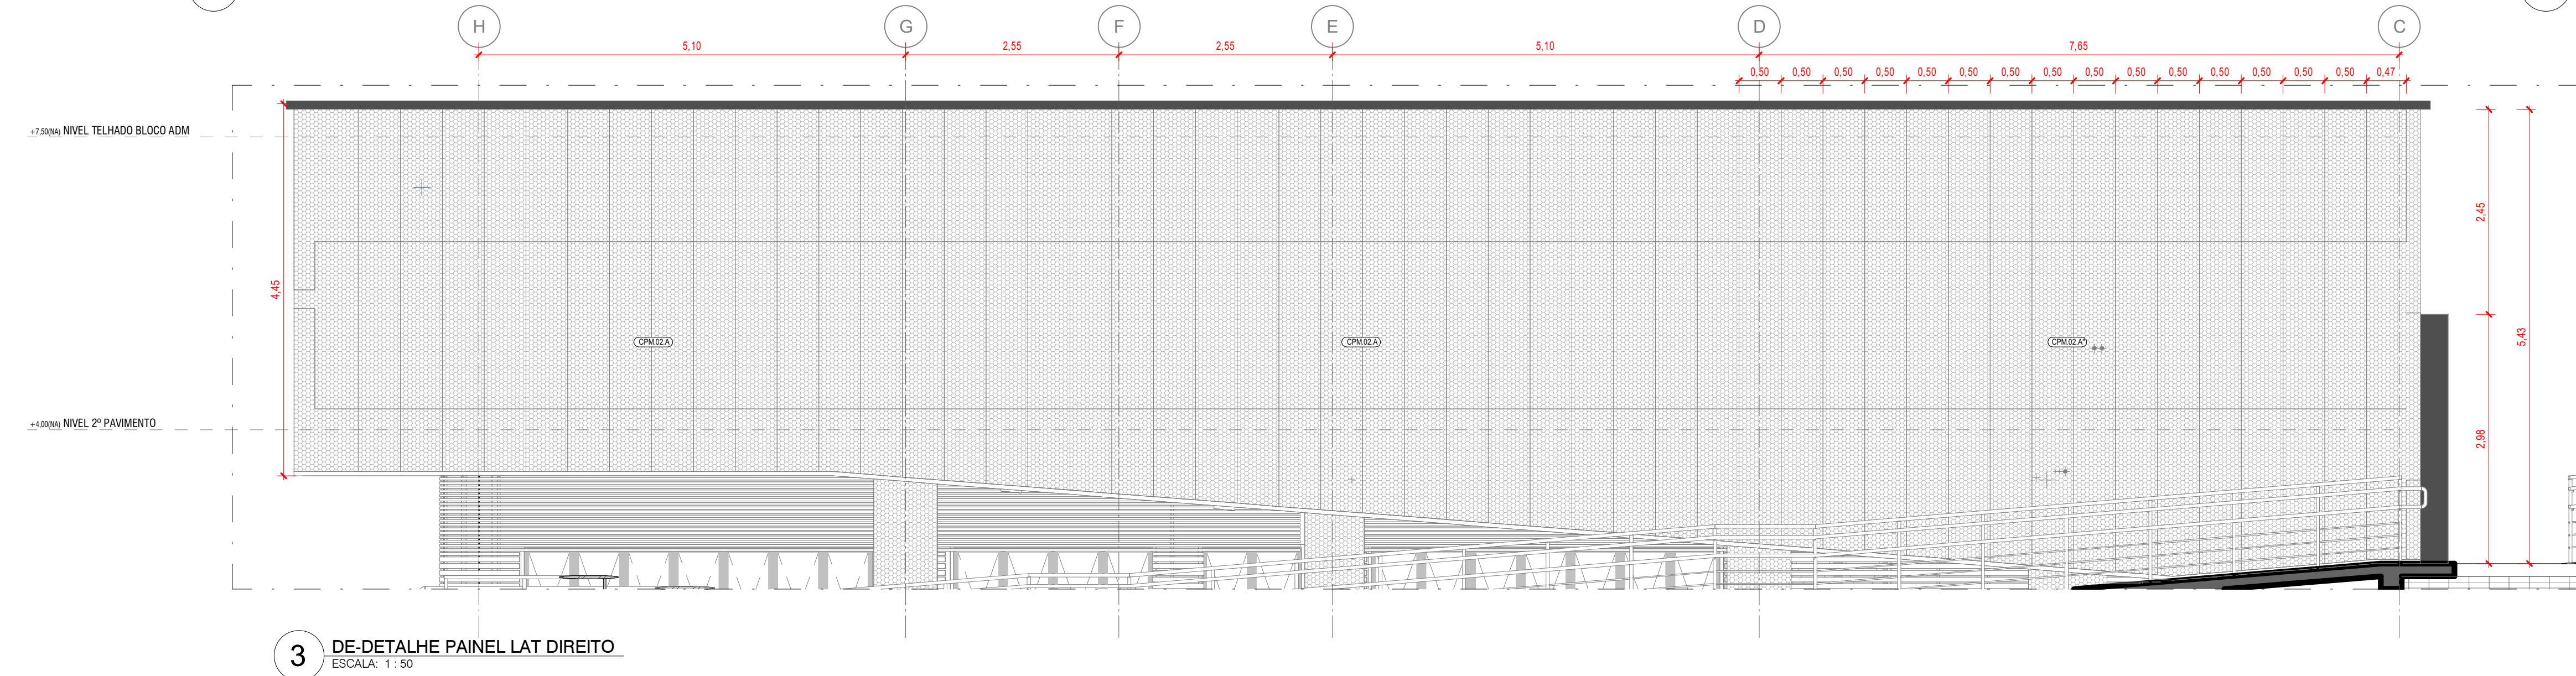 H G F E D C
5,10 2,55 2,55 5,10 7,65
0,50 0,50 0,50 0,50 0,50 0,50 0,50 0,50 0,50 0,50 0,50 0,50 0,50 0,50 0,50 0,47
+7,50(NA) NIVEL TELHADO BLOCO ADM
2,45
4,45
5,43
CPM.02.A CPM.02.A CPM.02.A*
+4,00(NA) NIVEL 2º PAVIMENTO
2,98
3 DE-DETALHE PAINEL LAT DIREITO
ESCALA: 1 : 50